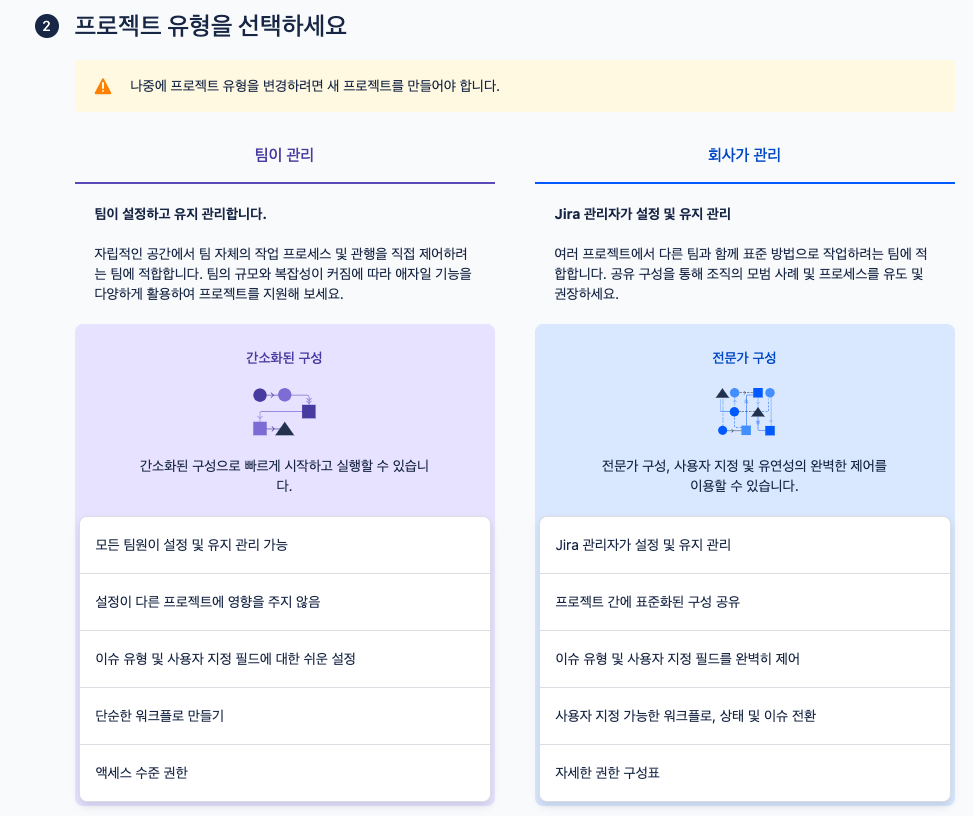 2 프로젝트 유형을 선택하세요
나중에 프로젝트 유형을 변경하려면 새 프로젝트를 만들어야 합니다.
팀이 관리
팀이 설정하고 유지 관리합니다.
자립적인 공간에서 팀 자체의 작업 프로세스 및 관행을 직접 제어하려
는 팀에 적합합니다. 팀의 규모와 복잡성이 커짐에 따라 애자일 기능을
다양하게 활용하여 프로젝트를 지원해 보세요.
간소화된 구성
간소화된 구성으로 빠르게 시작하고 실행할 수 있습니
다.
모든 팀원이 설정 및 유지 관리 가능
설정이 다른 프로젝트에 영향을 주지 않음
이슈 유형 및 사용자 지정 필드에 대한 쉬운 설정
단순한 워크플로 만들기
액세스 수준 권한
회사가 관리
Jira 관리자가 설정 및 유지 관리
여러 프로젝트에서 다른 팀과 함께 표준 방법으로 작업하려는 팀에 적
합합니다. 공유 구성을 통해 조직의 모범 사례 및 프로세스를 유도 및
권장하세요.
전문가 구성
전문가 구성, 사용자 지정 및 유연성의 완벽한 제어를
이용할 수 있습니다.
Jira 관리자가 설정 및 유지 관리
프로젝트 간에 표준화된 구성 공유
이슈 유형 및 사용자 지정 필드를 완벽히 제어
사용자 지정 가능한 워크플로, 상태 및 이슈 전환
자세한 권한 구성표